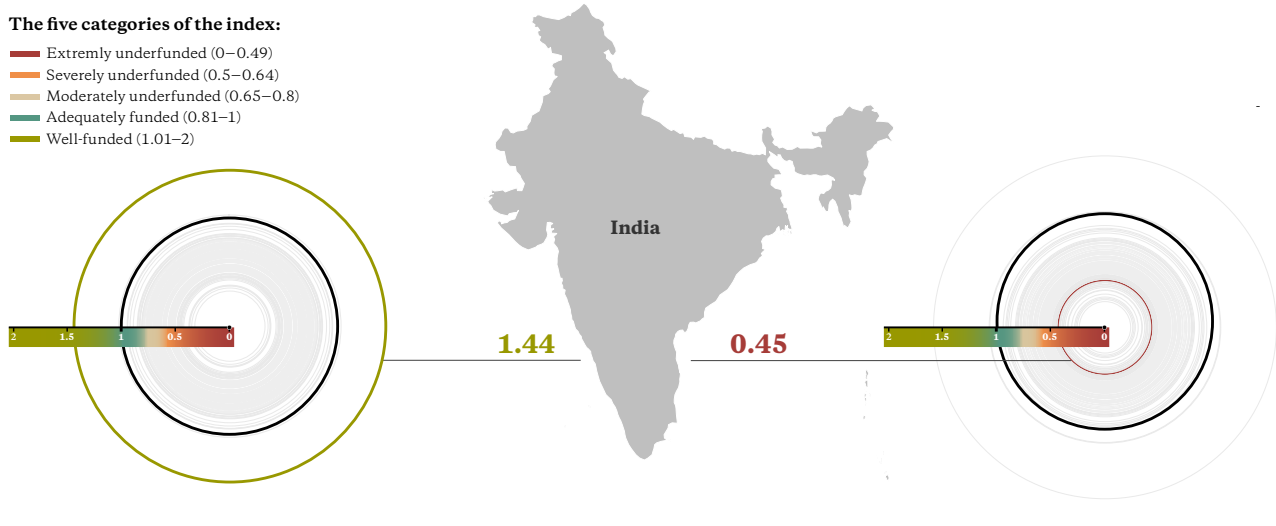 The five categories of the index:
Extremly underfunded (0–0.49)
Severely underfunded (0.5–0.64)
Moderately underfunded (0.65–0.8)
Adequately funded (0.81–1)
Well-funded (1.01–2)
-
India
2 1.5 1 0.5 0
1.44
0.45
2 1.5 1 0.5 0